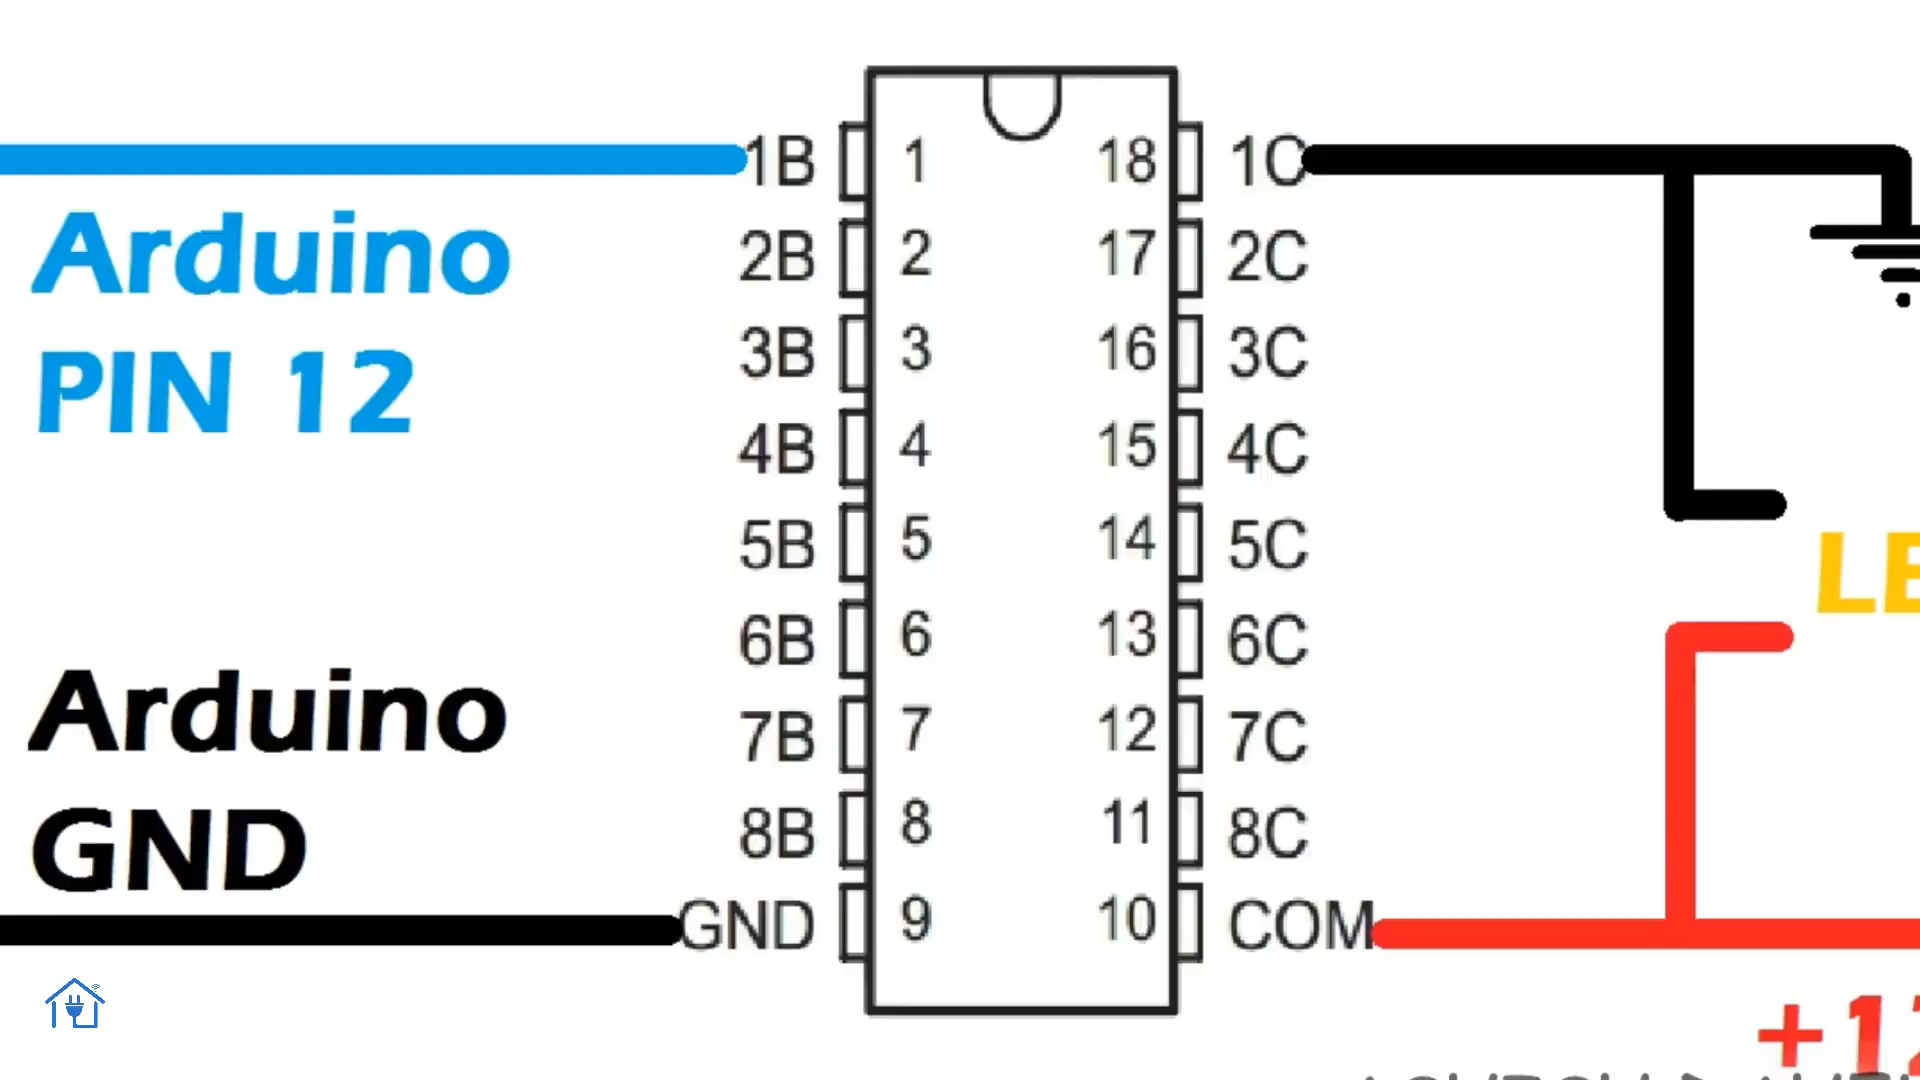 1B 1 18 1C
Arduino
PIN 12
2B 2 17 2C
3B 3 16 3C
4B 4 15 4C
5B 5 14 5C
6B 6 13 6C
7B 7 12 7C
8B 8 11 8C
Arduino
GND
GND 9 10 COM